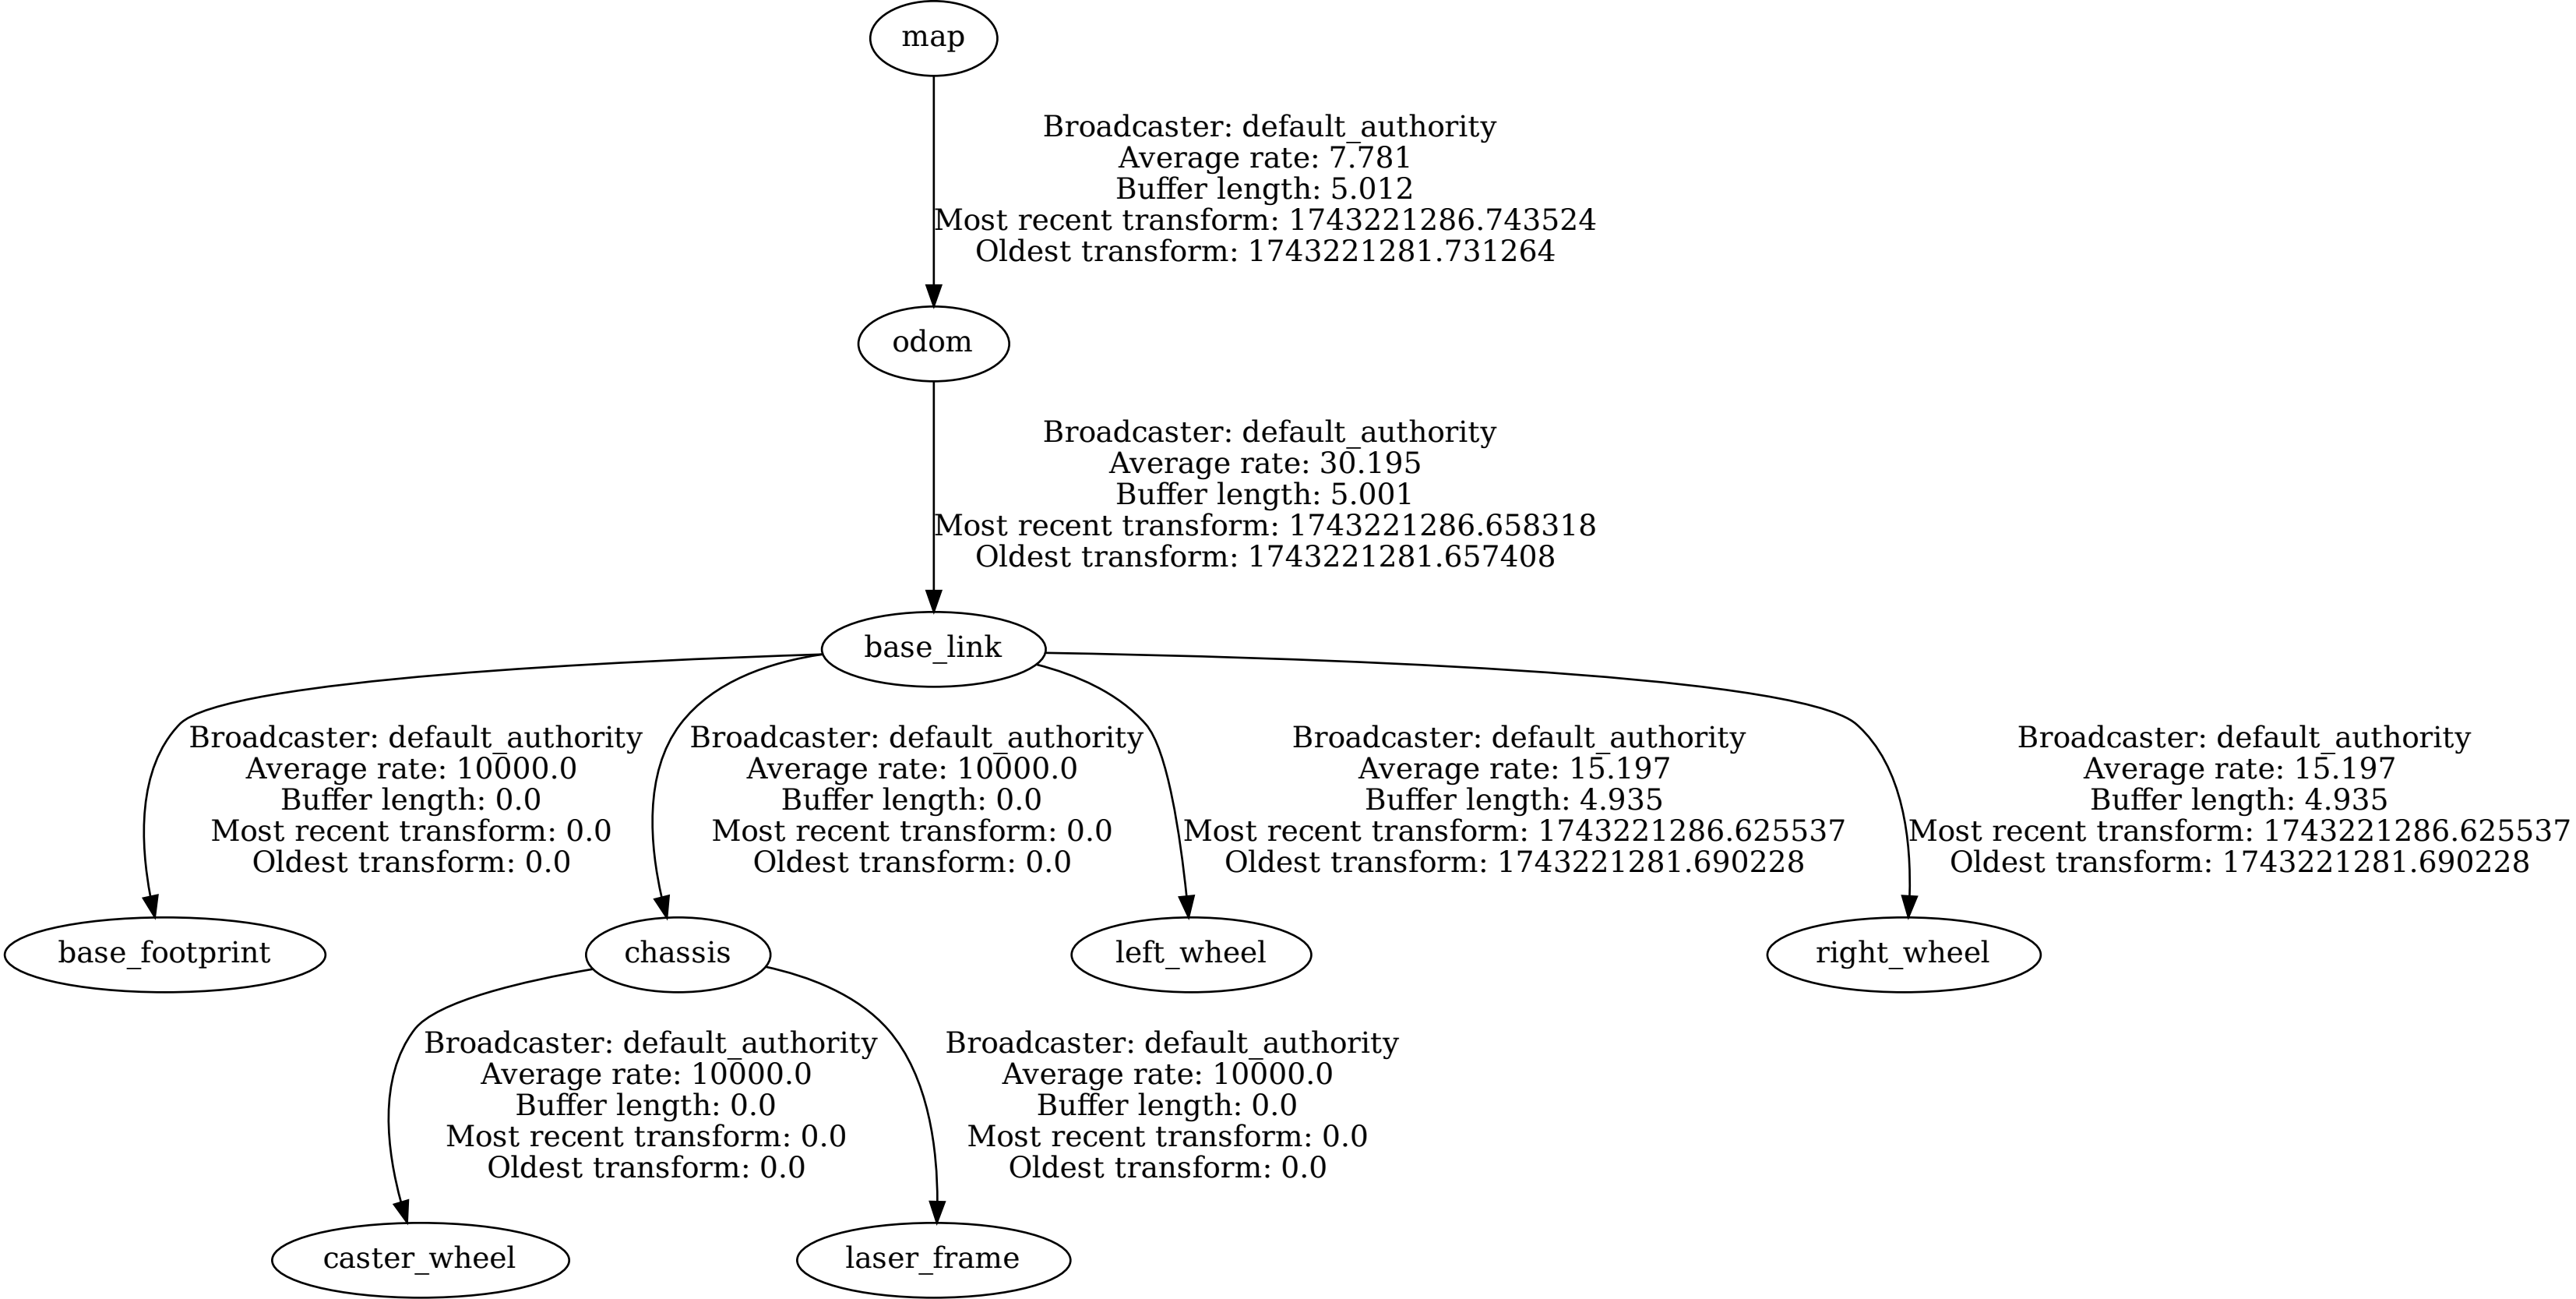 map
Broadcaster: default_authority
Average rate: 7.781
Buffer length: 5.012
Most recent transform: 1743221286.743524
Oldest transform: 1743221281.731264
odom
Broadcaster: default_authority
Average rate: 30.195
Buffer length: 5.001
Most recent transform: 1743221286.658318
Oldest transform: 1743221281.657408
base_link
Broadcaster: default_authority
Average rate: 10000.0
Buffer length: 0.0
Most recent transform: 0.0
Oldest transform: 0.0
Broadcaster: default_authority
Average rate: 10000.0
Buffer length: 0.0
Most recent transform: 0.0
Oldest transform: 0.0
Broadcaster: default_authority
Average rate: 15.197
Buffer length: 4.935
Most recent transform: 1743221286.625537
Oldest transform: 1743221281.690228
Broadcaster: default_authority
Average rate: 15.197
Buffer length: 4.935
Most recent transform: 1743221286.625537
Oldest transform: 1743221281.690228
base_footprint
chassis
left_wheel
right_wheel
Broadcaster: default_authority
Average rate: 10000.0
Buffer length: 0.0
Most recent transform: 0.0
Oldest transform: 0.0
Broadcaster: default_authority
Average rate: 10000.0
Buffer length: 0.0
Most recent transform: 0.0
Oldest transform: 0.0
caster_wheel
laser_frame